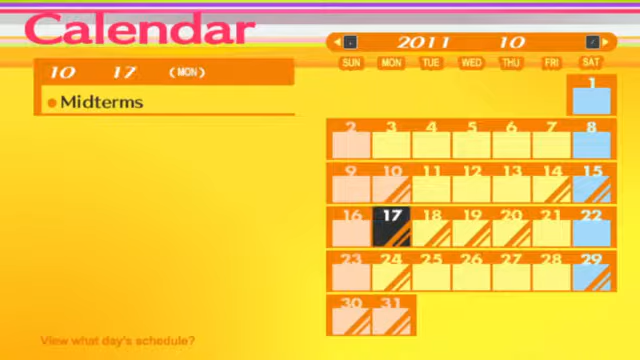 Calendar
2011 10
10 17 (MON)
Midterms
SUN MON TUE WED THU FRI SAT
1
2 3 4 5 6 7 8
9 10 11 12 13 14 15
16 17 18 19 20 21 22
23 24 25 26 27 28 29
30 31
View what day's schedule?